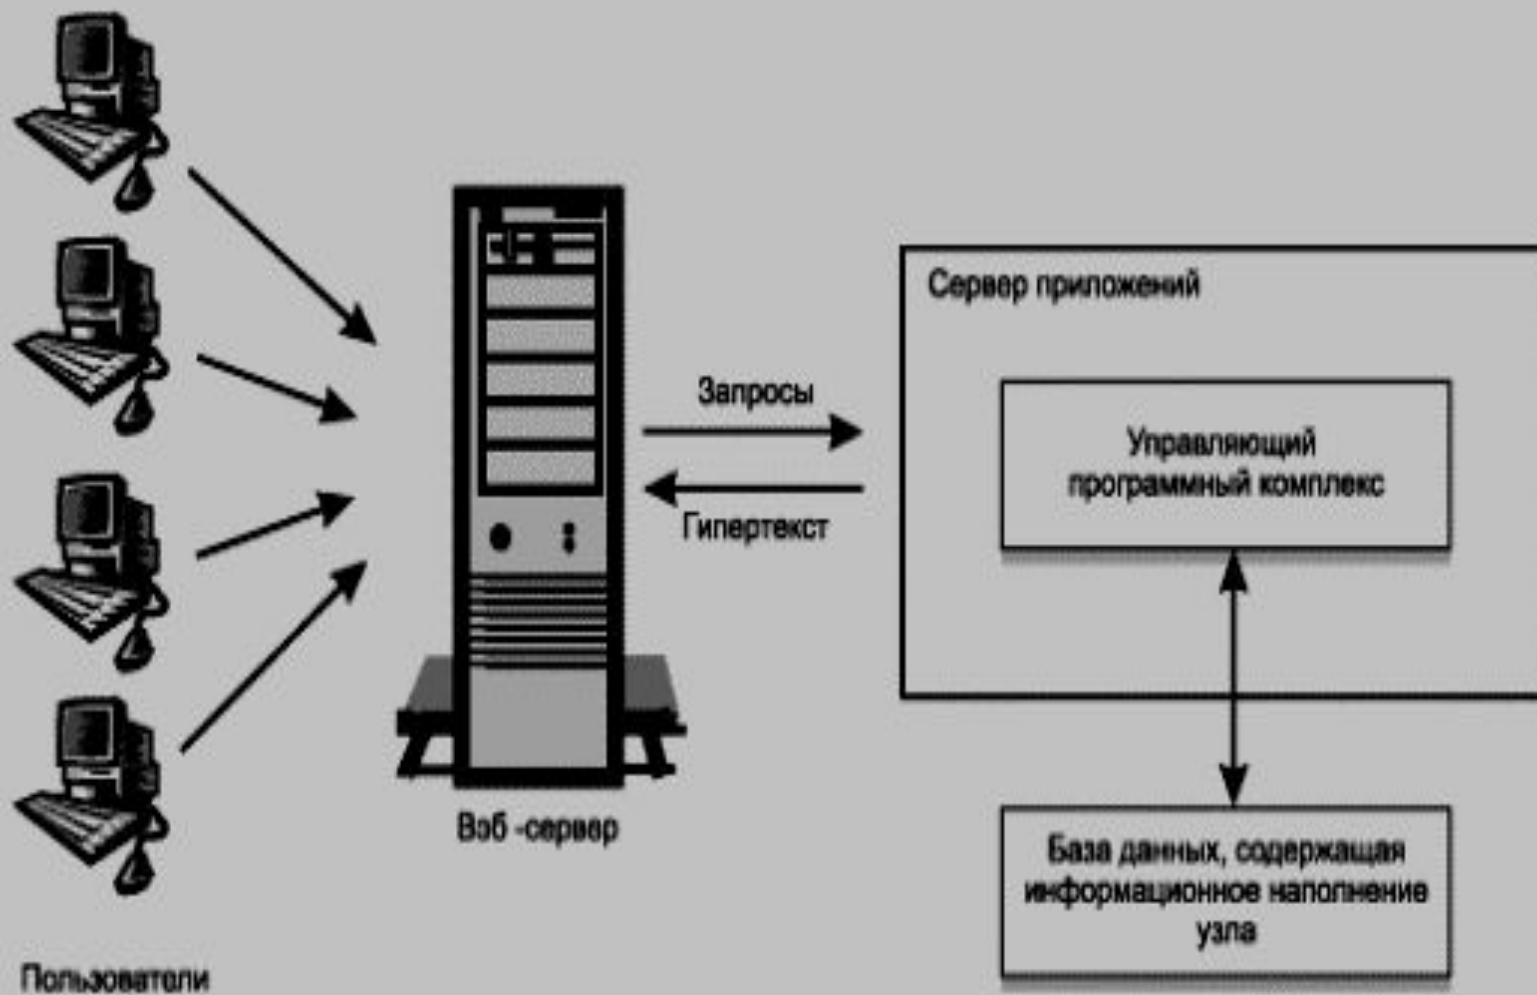 Сервер приложений
Запросы
Управляющий
программный комплекс
Гипертекст
Вэб -сервер
База данных, содержащая
информационное наполнение
узла
Пользователи